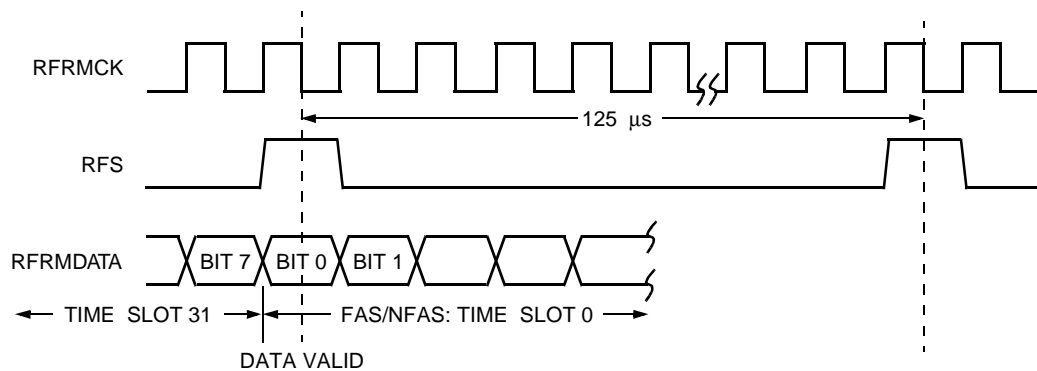 RFRMCK
125 μs
RFS
RFRMDATA
BIT 7 BIT 0 BIT 1
TIME SLOT 31 FAS/NFAS: TIME SLOT 0
DATA VALID